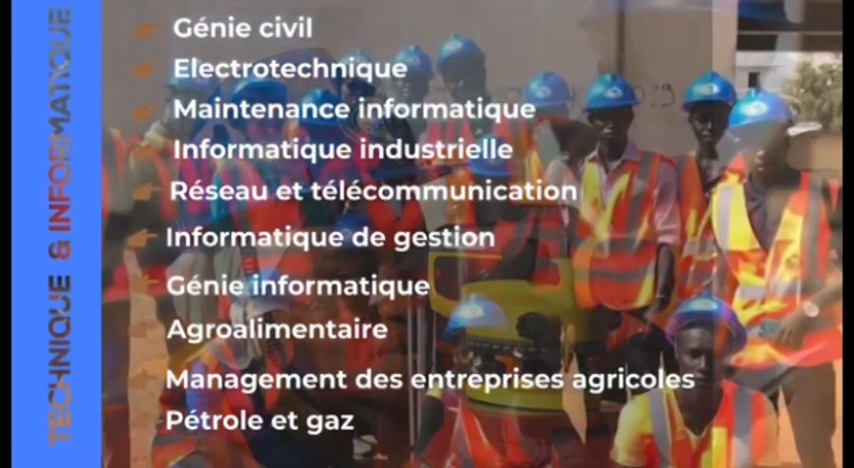 TECHNIQUE & INFORMATIQUE
Génie civil
Electrotechnique
Maintenance informatique
Informatique industrielle
Réseau et télécommunication
Informatique de gestion
Génie informatique
Agroalimentaire
Management des entreprises agricoles
Pétrole et gaz